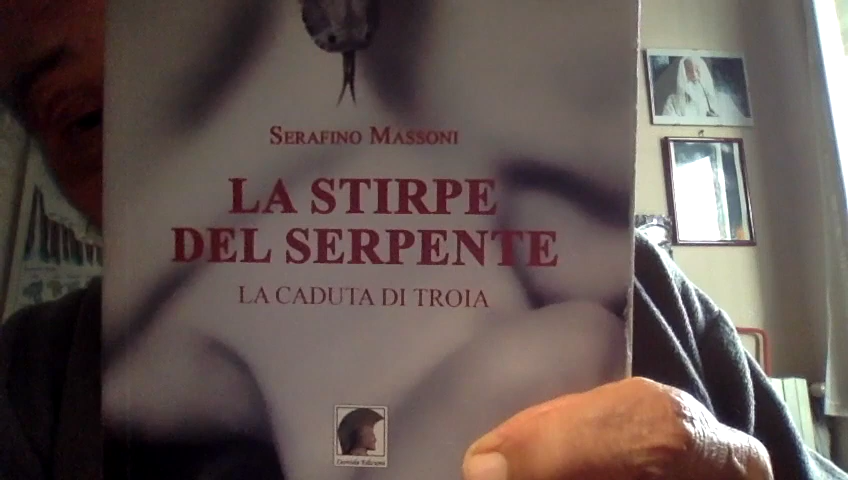 SERAFINO MASSONI
LA STIRPE
DEL SERPENTE
LA CADUTA DI TROIA